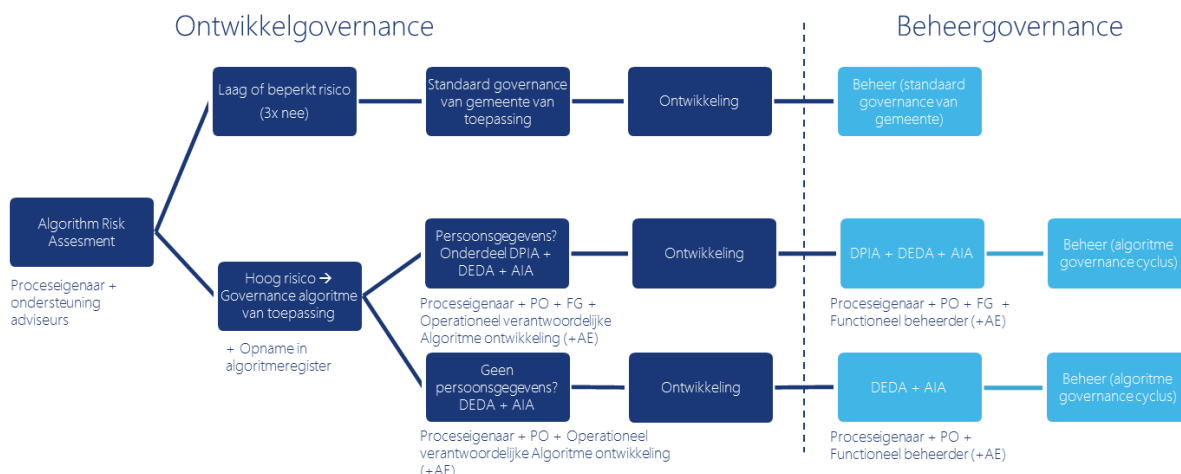 Ontwikkelgovernance
Beheergovernance
Laag of beperkt risico
(3x nee)
Standaard governance
van gemeente van
toepassing
Ontwikkeling
Beheer (standaard
governance van
gemeente)
Algorithm Risk
Assesment
Proceseigenaar +
ondersteuning
adviseurs
Hoog risico →
Governance algoritme
van toepassing
+ Opname in
algoritmeregister
Persoonsgegevens?
Onderdeel DPIA +
DEDA + AIA
Proceseigenaar + PO + FG +
Operationeel verantwoordelijke
Algoritme ontwikkeling (+AE)
Ontwikkeling
DPIA + DEDA + AIA
Proceseigenaar + PO + FG +
Functioneel beheerder (+AE)
Beheer (algoritme
governance cyclus)
Geen
persoonsgegevens?
DEDA + AIA
Proceseigenaar + PO + Operationeel
verantwoordelijke Algoritme ontwikkeling
(+AE)
Ontwikkeling
DEDA + AIA
Proceseigenaar + PO +
Functioneel beheerder (+AE)
Beheer (algoritme
governance cyclus)